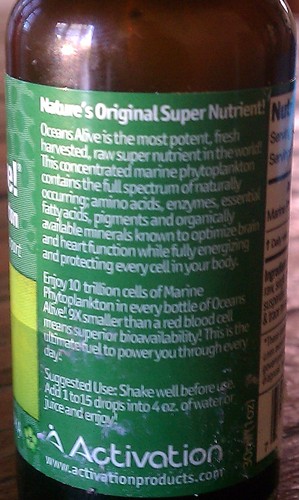 Nature's Original Super Nutrient!
Oceans Alive is the most potent, fresh
harvested, raw super nutrient in the world!
This concentrated marine phytoplankton
contains the full spectrum of naturally
occuring: amino acids, enzymes, essential
fatty acids, pigments and organically
available minerals known to optimize brain
and heart function while fully energizing
and protecting every cell in your body.
Enjoy 10 trillion cells of Marine
Phytoplankton in every bottle of Oceans
Alive! 9X smaller than a red blood cell
means superior bioavailability! This is the
ultimate fuel to power you through every
day.
Suggested Use: Shake well before use.
Add 1 to 15 drops into 4 oz. of water or
juice and enjoy!
Activation
www.activationproducts.com